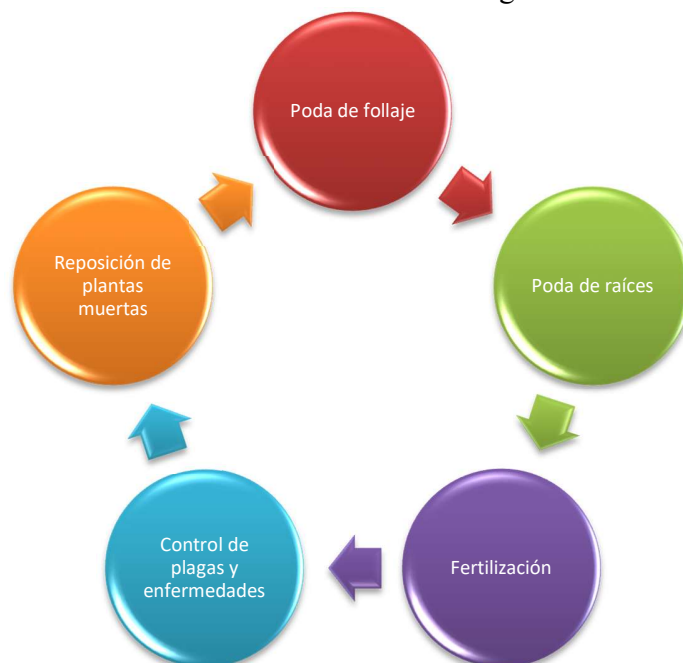 Poda de follaje
Poda de raíces
Fertilización
Control de
plagas y
enfermedades
Reposición de
plantas
muertas